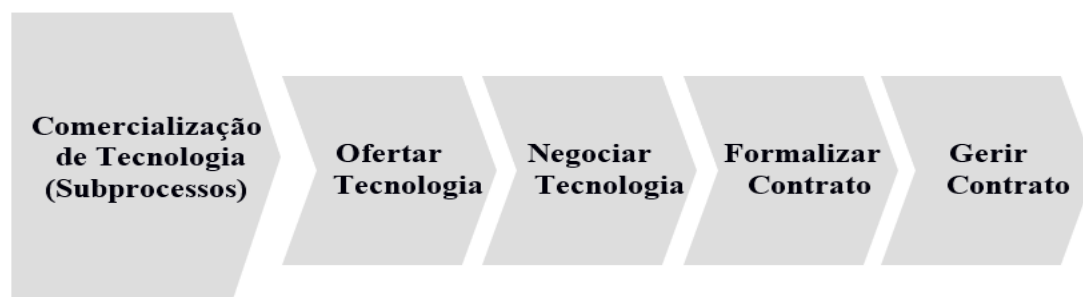 Comercialização
de Tecnologia
(Subprocessos)
Ofertar
Tecnologia
Negociar
Tecnologia
Formalizar
Contrato
Gerir
Contrato